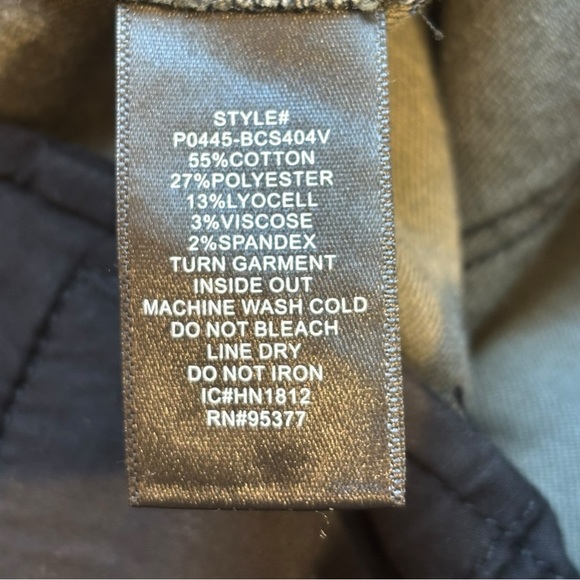 STYLE#
P0445-BCS404V
55%COTTON
27%POLYESTER
13%LYOCELL
3%VISCOSE
2%SPANDEX
TURN GARMENT
INSIDE OUT
MACHINE WASH COLD
DO NOT BLEACH
LINE DRY
DO NOT IRON
IC#HN1812
RN#95377